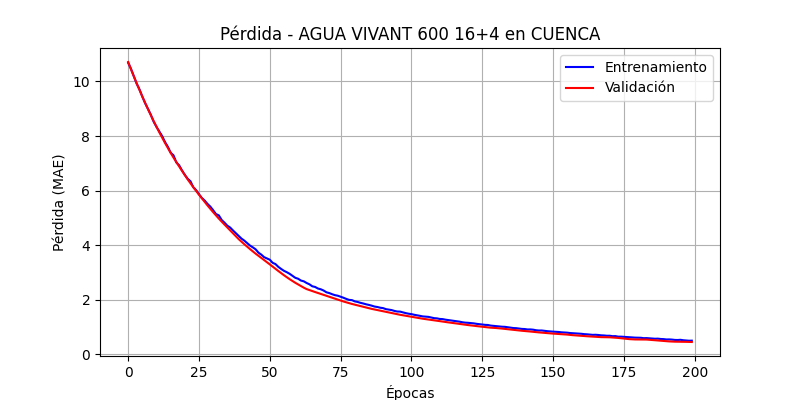 Pérdida - AGUA VIVANT 600 16+4 en CUENCA
Entrenamiento
Validación
Pérdida (MAE)
10
8
6
4
2
0
0 25 50 75 100 125 150 175 200
Épocas